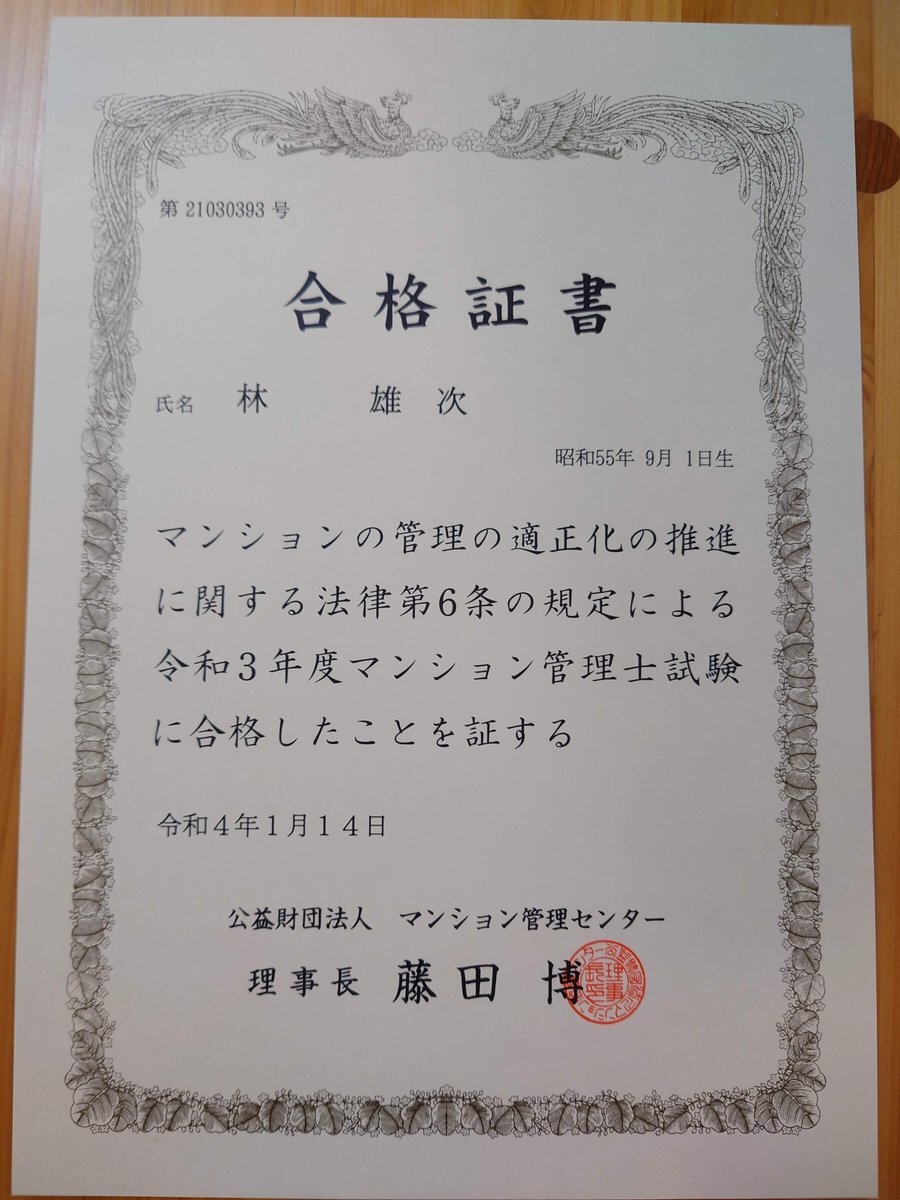 第 21030393 号
合格証書
氏名 林 雄 次
昭和55年 9月 1日生
マンションの管理の適正化の推進
に関する法律第6条の規定による
令和3年度マンション管理士試験
に合格したことを証する
令和4年1月14日
公益財団法人 マンション管理センター
理事長 藤田 博